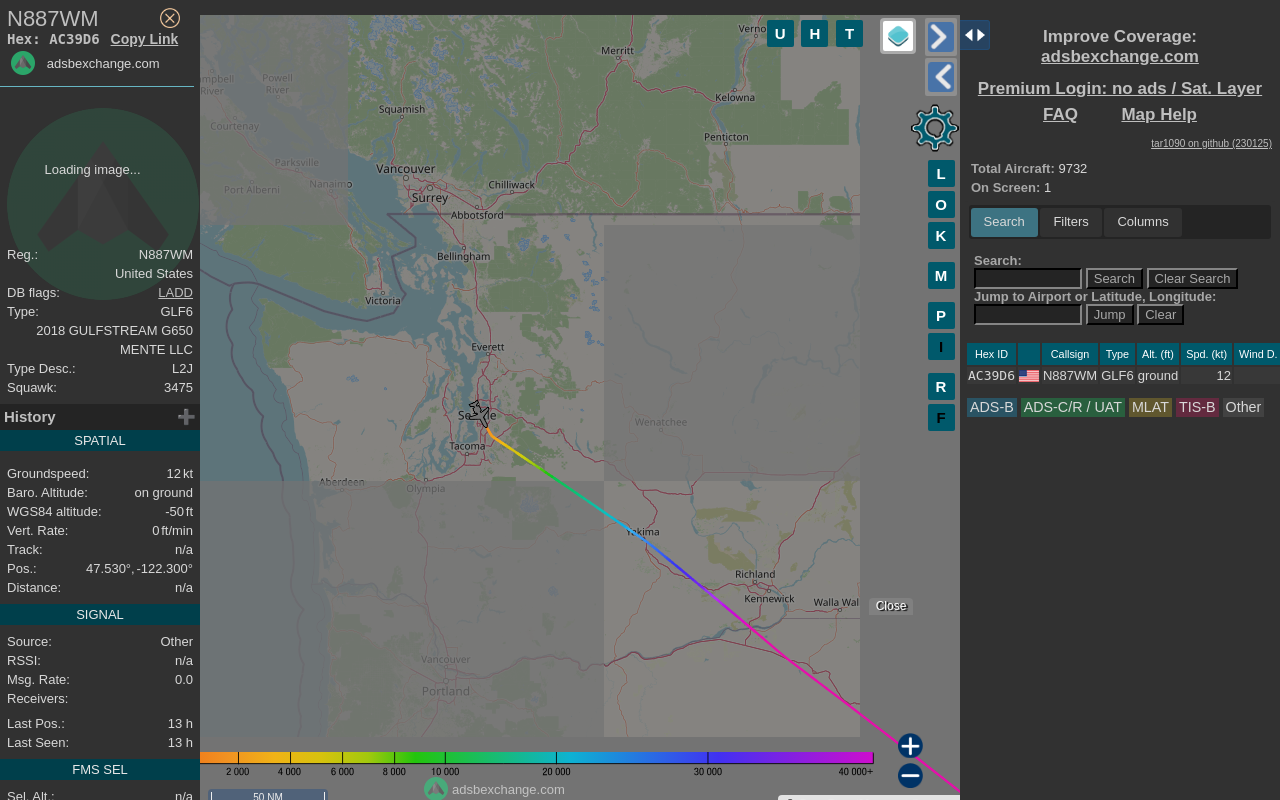 N887WM
Hex: AC39D6 Copy Link
adsbexchange.com
Loading image...
Reg.: N887WM
United States
DB flags: LADD
Type: GLF6
2018 GULFSTREAM G650
MENTE LLC
Type Desc.: L2J
Squawk: 3475
History
SPATIAL
Groundspeed: 12 kt
Baro. Altitude: on ground
WGS84 altitude: -50 ft
Vert. Rate: 0 ft/min
Track: n/a
Pos.: 47.530°, -122.300°
Distance: n/a
SIGNAL
Source: Other
RSSI: n/a
Msg. Rate: 0.0
Receivers:
Last Pos.: 13 h
Last Seen: 13 h
FMS SEL
Sel. Alt.: n/a
U H T
Merritt
Powell
River
River
Squamish
Kelowna
Courtenay
Penticton
Parksville
Vancouver
Port Alberni
Nanaimo
Chilliwack
Surrey
Abbotsford
Bellingham
Victoria
Everett
Wenatchee
Tacoma
Aberdeen
Olympia
Yakima
Richland
Kennewick
Walla Wal
Vancouver
Portland
Close
L
O
K
M
P
I
R
F
2 000 4 000 6 000 8 000 10 000 20 000 30 000 40 000+
adsbexchange.com
50 NM
Improve Coverage:
adsbexchange.com
Premium Login: no ads / Sat. Layer
FAQ Map Help
tar1090 on github (230125)
Total Aircraft: 9732
On Screen: 1
Search Filters Columns
Search:
Search Clear Search
Jump to Airport or Latitude, Longitude:
Jump Clear
Hex ID Callsign Type Alt. (ft) Spd. (kt) Wind D.
AC39D6 N887WM GLF6 ground 12
ADS-B ADS-C/R / UAT MLAT TIS-B Other